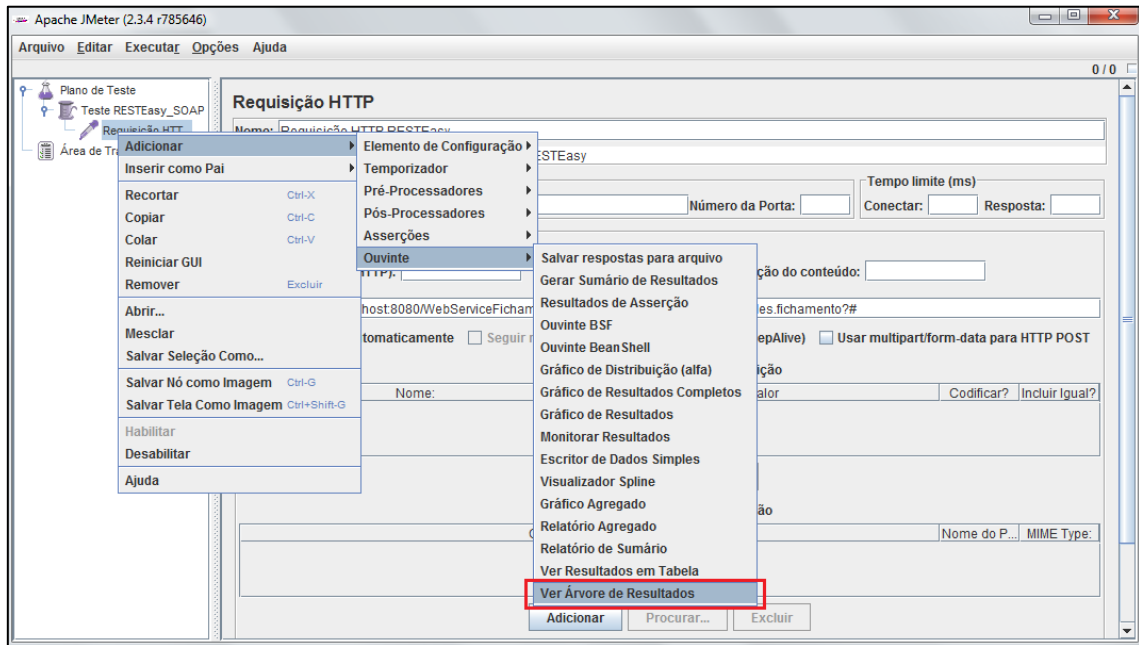 Apache JMeter (2.3.4 r785646)
Arquivo Editar Executar Opções Ajuda
0 / 0
Plano de Teste
Teste RESTEasy_SOAP
Requisição HTT
Área de Tr
Requisição HTTP
Nome: Requisição HTTP RESTEasy
STEasy
Tempo limite (ms)
Número da Porta: Conectar: Resposta:
TTP): ção do conteúdo:
host:8080/WebServiceFicham es.fichamento?#
tomaticamente Seguir r epAlive) Usar multipart/form-data para HTTP POST
ição
Nome: alor Codificar? Incluir Igual?
ão
Nome do P... MIME Type:
Adicionar Procurar... Excluir
Adicionar
Inserir como Pai
Recortar Ctrl-X
Copiar Ctrl-C
Colar Ctrl-V
Reiniciar GUI
Remover Excluir
Abrir...
Mesclar
Salvar Seleção Como...
Salvar Nó como Imagem Ctrl-G
Salvar Tela Como Imagem Ctrl+Shift-G
Habilitar
Desabilitar
Ajuda
Elemento de Configuração
Temporizador
Pré-Processadores
Pós-Processadores
Asserções
Ouvinte
Salvar respostas para arquivo
Gerar Sumário de Resultados
Resultados de Asserção
Ouvinte BSF
Ouvinte BeanShell
Gráfico de Distribuição (alfa)
Gráfico de Resultados Completos
Gráfico de Resultados
Monitorar Resultados
Escritor de Dados Simples
Visualizador Spline
Gráfico Agregado
Relatório Agregado
Relatório de Sumário
Ver Resultados em Tabela
Ver Árvore de Resultados